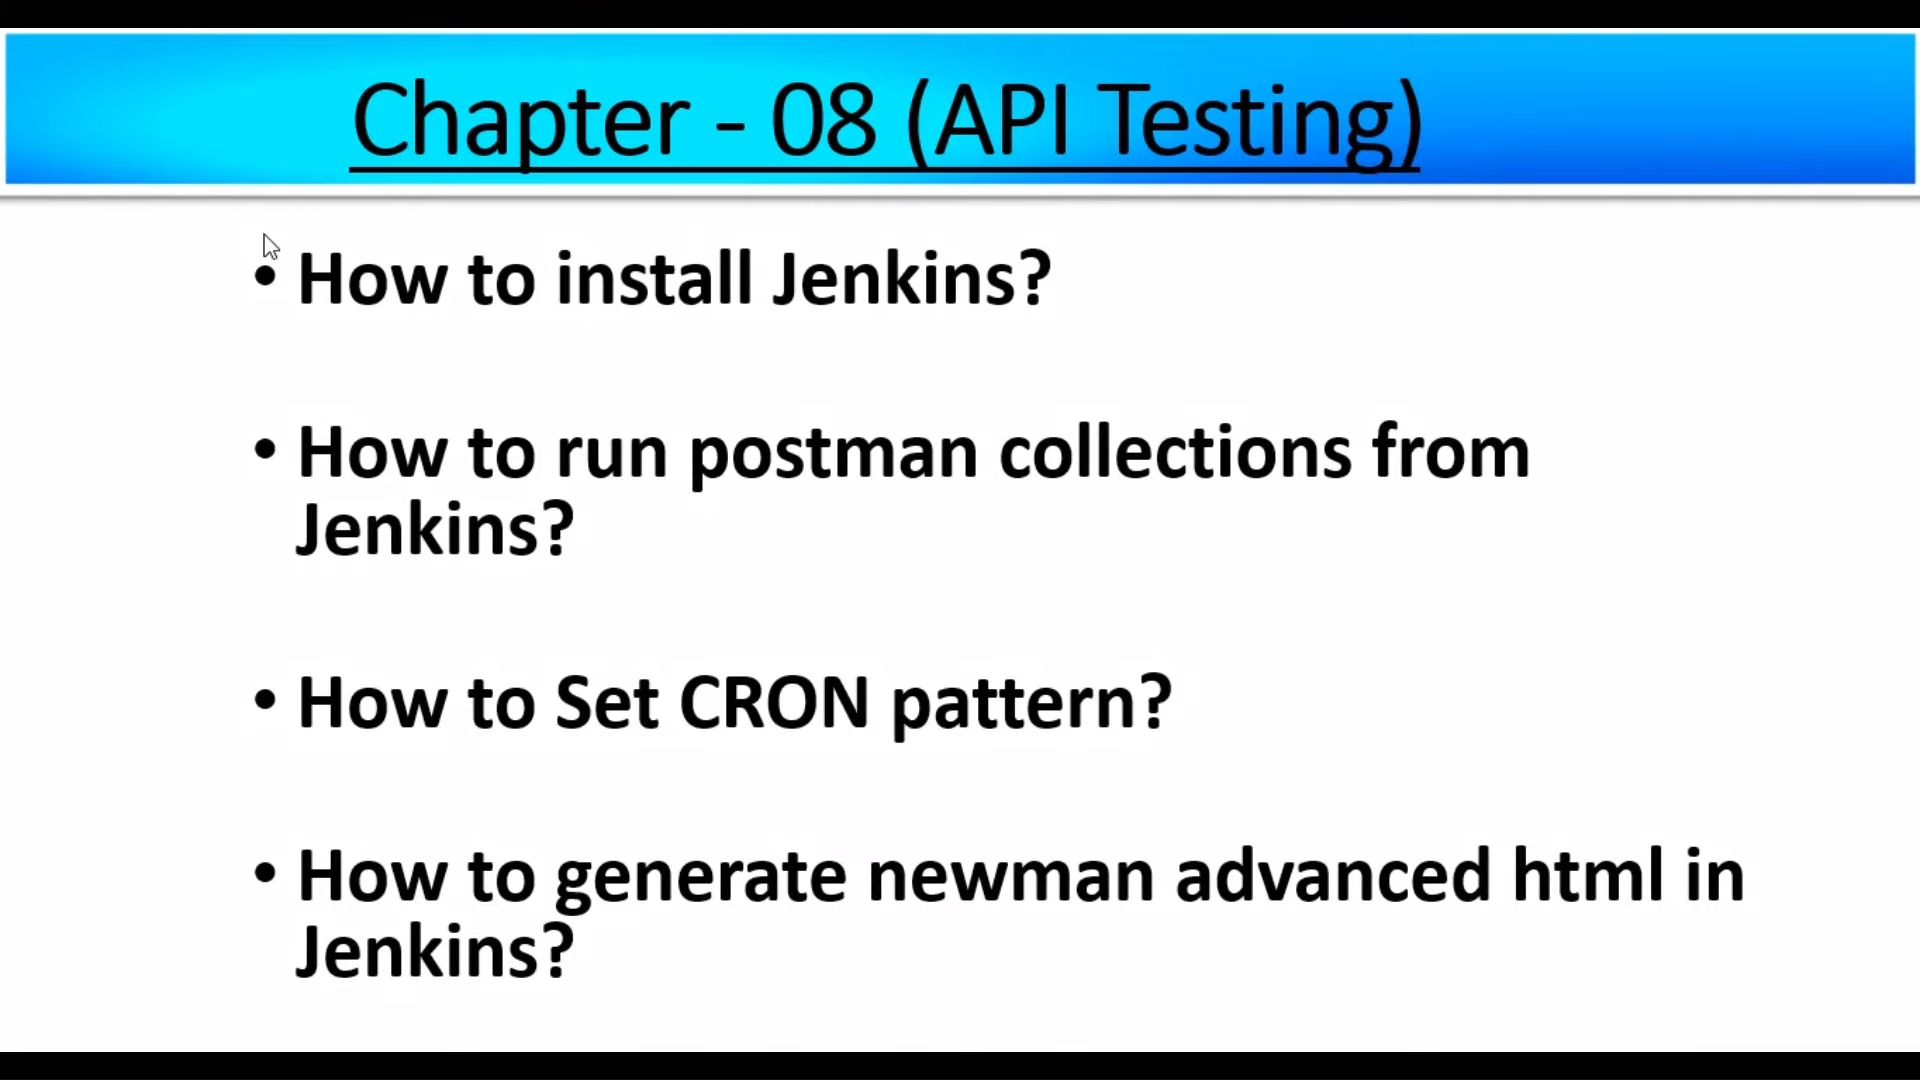 Chapter - 08 (API Testing)
• How to install Jenkins?
• How to run postman collections from
Jenkins?
• How to Set CRON pattern?
• How to generate newman advanced html in
Jenkins?